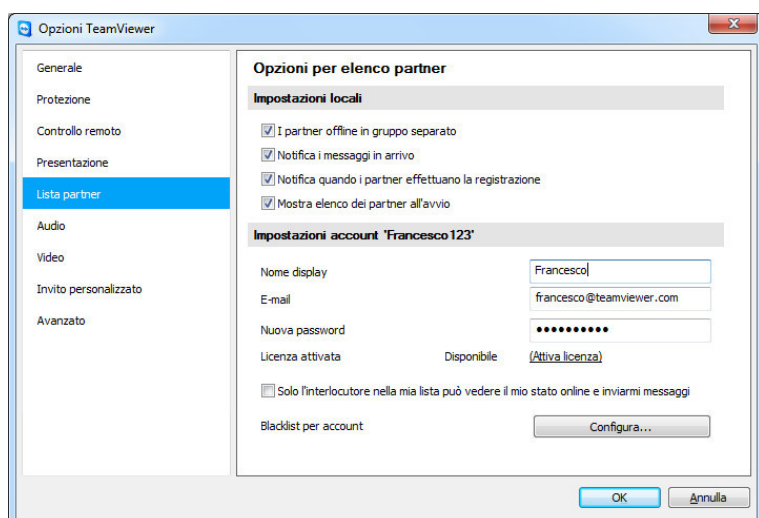 Opzioni TeamViewer
Generale
Protezione
Controllo remoto
Presentazione
Lista partner
Audio
Video
Invito personalizzato
Avanzato
Opzioni per elenco partner
Impostazioni locali
I partner offline in gruppo separato
Notifica i messaggi in arrivo
Notifica quando i partner effettuano la registrazione
Mostra elenco dei partner all'avvio
Impostazioni account 'Francesco123'
Nome display Francesco
E-mail francesco@teamviewer.com
Nuova password ●●●●●●●●●●
Licenza attivata Disponibile (Attiva licenza)
Solo l'interlocutore nella mia lista può vedere il mio stato online e inviarmi messaggi
Blacklist per account Configura...
OK Annulla